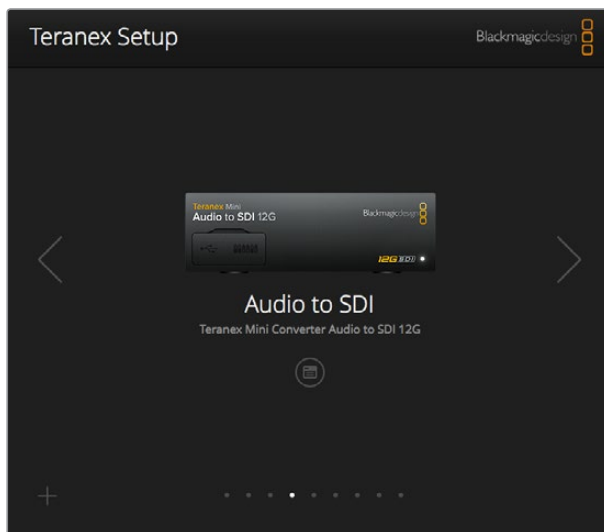 Teranex Setup
Blackmagicdesign
Teranex Mini
Audio to SDI 12G
Blackmagicdesign
12G SDI
Audio to SDI
Teranex Mini Converter Audio to SDI 12G